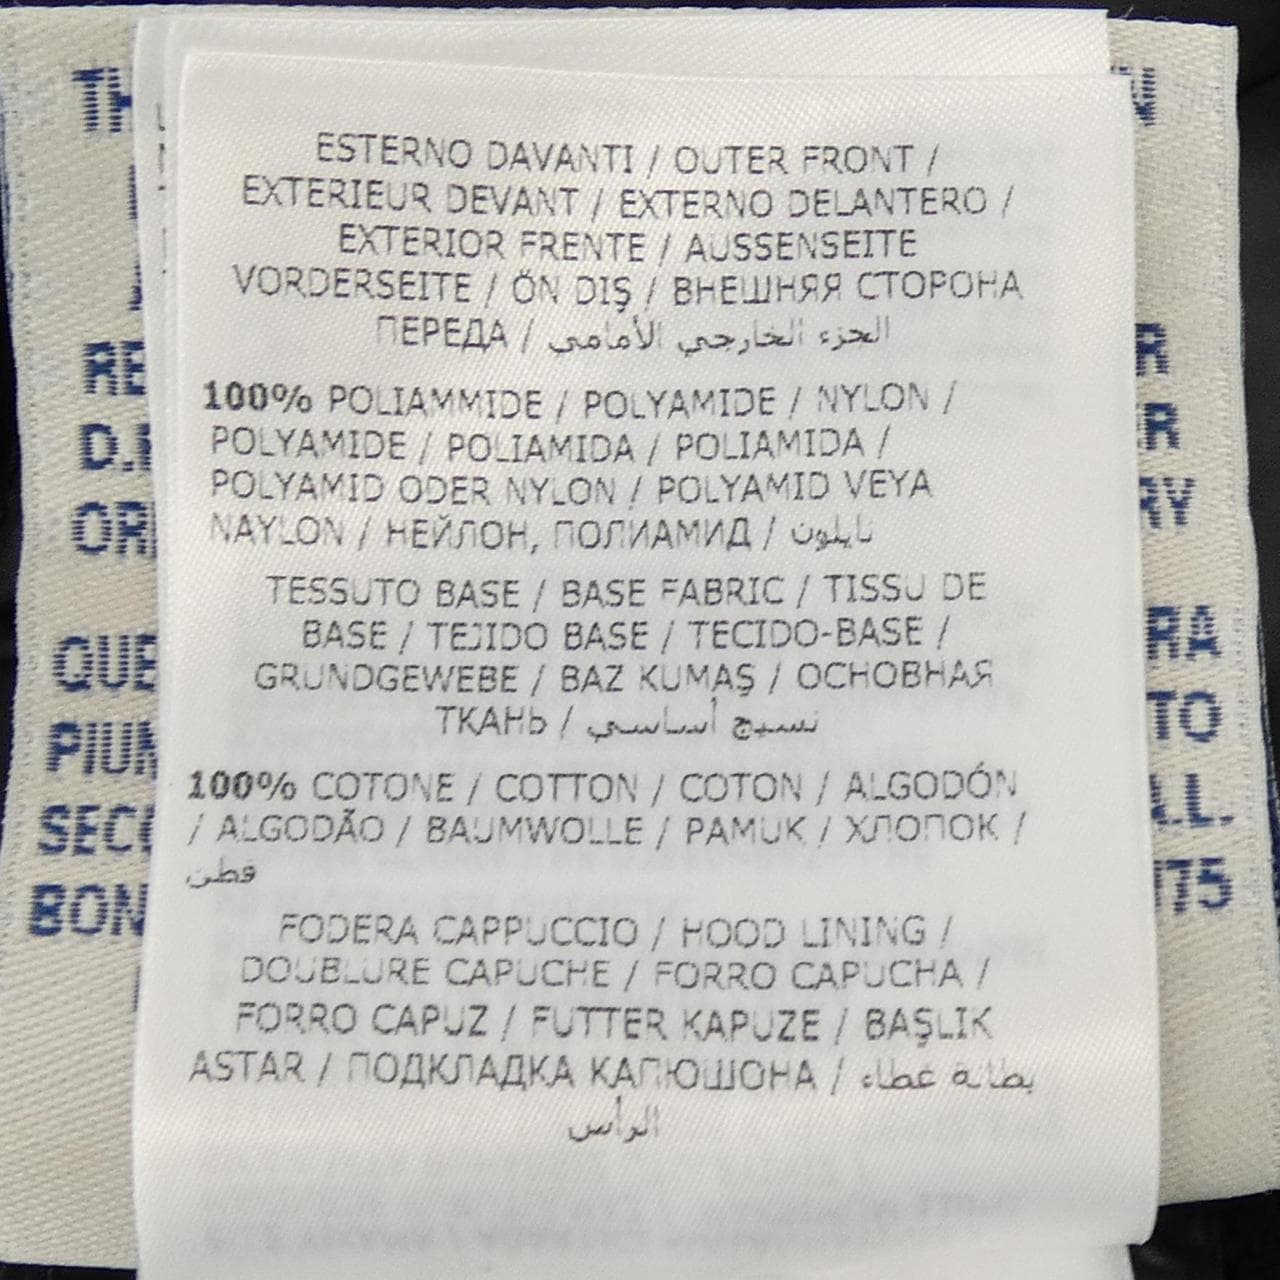 ESTERNO DAVANTI / OUTER FRONT /
EXTERIEUR DEVANT / EXTERNO DELANTERO /
EXTERIOR FRENTE / AUSSENSEITE
VORDERSEITE / ÖN DIŞ / ВНЕШНЯЯ СТОРОНА
ПЕРЕДА / الجزء الخارجي الأمامي
100% POLIAMMIDE / POLYAMIDE / NYLON /
POLYAMIDE / POLIAMIDA / POLIAMIDA /
POLYAMID ODER NYLON / POLYAMID VEYA
NAYLON / НЕЙЛОН, ПОЛИАМИД / نايلون
TESSUTO BASE / BASE FABRIC / TISSU DE
BASE / TEJIDO BASE / TECIDO-BASE /
GRUNDGEWEBE / BAZ KUMAŞ / ОСНОВНАЯ
ТКАНЬ / نسيج أساسي
100% COTONE / COTTON / COTON / ALGODÓN
/ ALGODÃO / BAUMWOLLE / PAMUK / ХЛОПОК /
قطن
FODERA CAPPUCCIO / HOOD LINING /
DOUBLURE CAPUCHE / FORRO CAPUCHA /
FORRO CAPUZ / FUTTER KAPUZE / BAŞLIK
ASTAR / ПОДКЛАДКА КАПЮШОНА / بطانة غطاء
الرأس